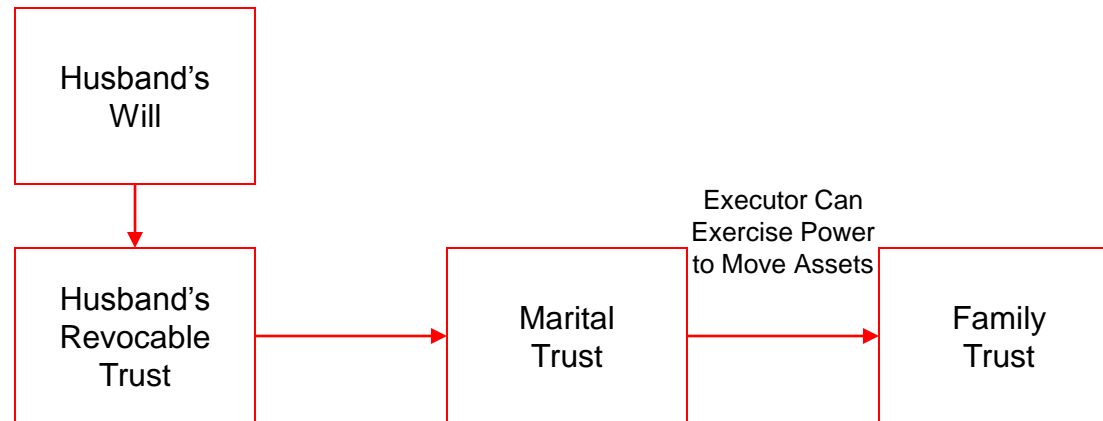 Husband’s
Will
Executor Can
Exercise Power
to Move Assets
Husband’s
Revocable
Trust
Marital
Trust
Family
Trust